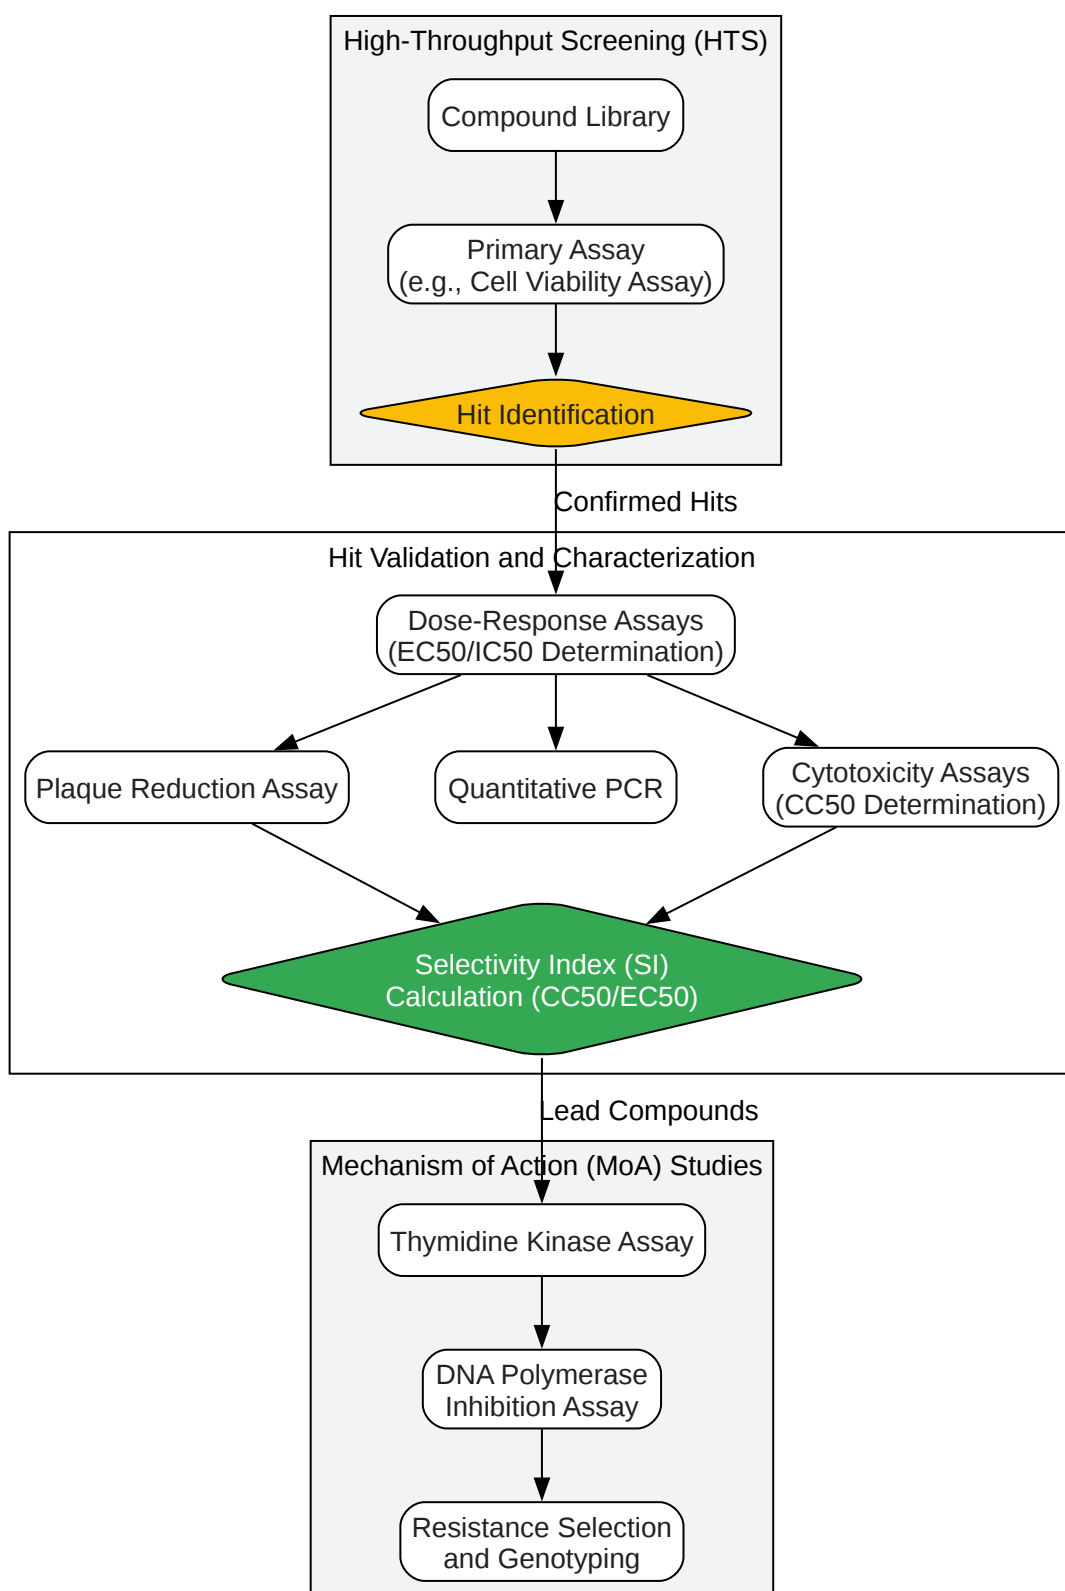 High-Throughput Screening (HTS)
Compound Library
Primary Assay
(e.g., Cell Viability Assay)
Hit Identification
Confirmed Hits
Hit Validation and Characterization
Dose-Response Assays
(EC50/IC50 Determination)
Plaque Reduction Assay
Quantitative PCR
Cytotoxicity Assays
(CC50 Determination)
Selectivity Index (SI)
Calculation (CC50/EC50)
Lead Compounds
Mechanism of Action (MoA) Studies
Thymidine Kinase Assay
DNA Polymerase
Inhibition Assay
Resistance Selection
and Genotyping